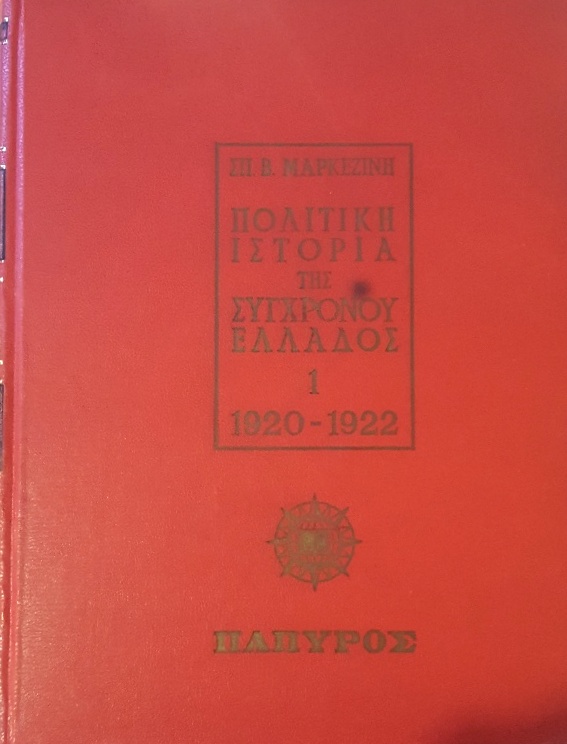 ΣΠ. Β. ΜΑΡΚΕΖΙΝΗ
ΠΟΛΙΤΙΚΗ
ΙΣΤΟΡΙΑ
ΤΗΣ
ΣΥΓΧΡΟΝΟΥ
ΕΛΛΑΔΟΣ
1
1920-1922
ΠΑΠΥΡΟΣ